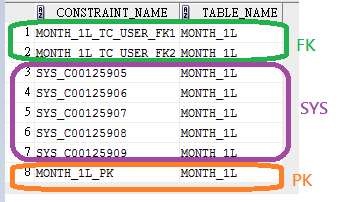 CONSTRAINT_NAME TABLE_NAME
1 MONTH_1L_TC_USER_FK1 MONTH_1L
2 MONTH_1L_TC_USER_FK2 MONTH_1L
FK
3 SYS_C00125905 MONTH_1L
4 SYS_C00125906 MONTH_1L
5 SYS_C00125907 MONTH_1L
SYS
6 SYS_C00125908 MONTH_1L
7 SYS_C00125909 MONTH_1L
8 MONTH_1L_PK MONTH_1L
PK